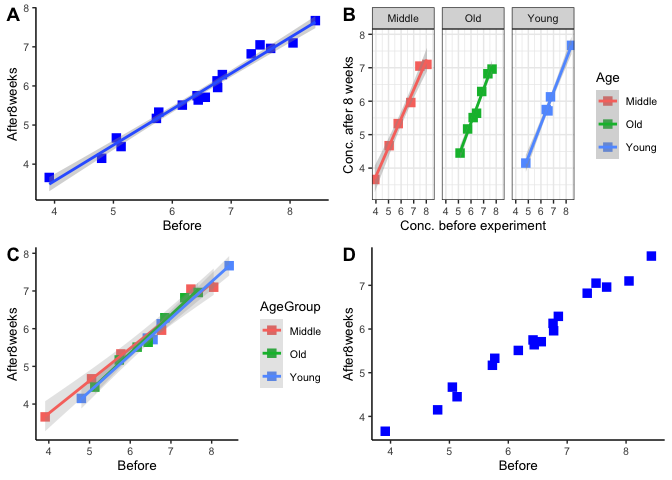 A
After8weeks
8
7
6
5
4
4 5 6 7 8
Before
B
Middle Old Young
Conc. after 8 weeks
8
7
6
5
4
4 5 6 7 8 4 5 6 7 8 4 5 6 7 8
Conc. before experiment
Age
Middle
Old
Young
C
After8weeks
8
7
6
5
4
4 5 6 7 8
Before
AgeGroup
Middle
Old
Young
D
After8weeks
7
6
5
4
4 5 6 7 8
Before